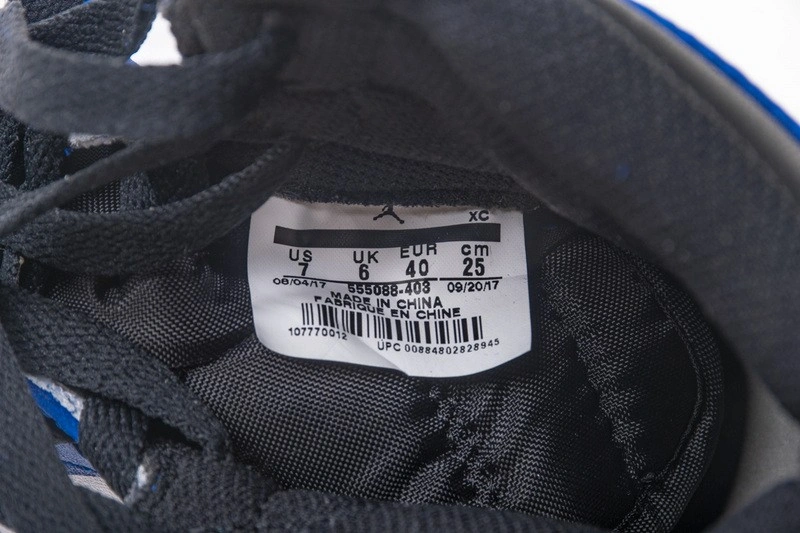 XC
US UK EUR cm
7 6 40 25
08/04/17 555088-403 09/20/17
MADE IN CHINA
FABRIQUE EN CHINE
107770012
UPC 00884802828945